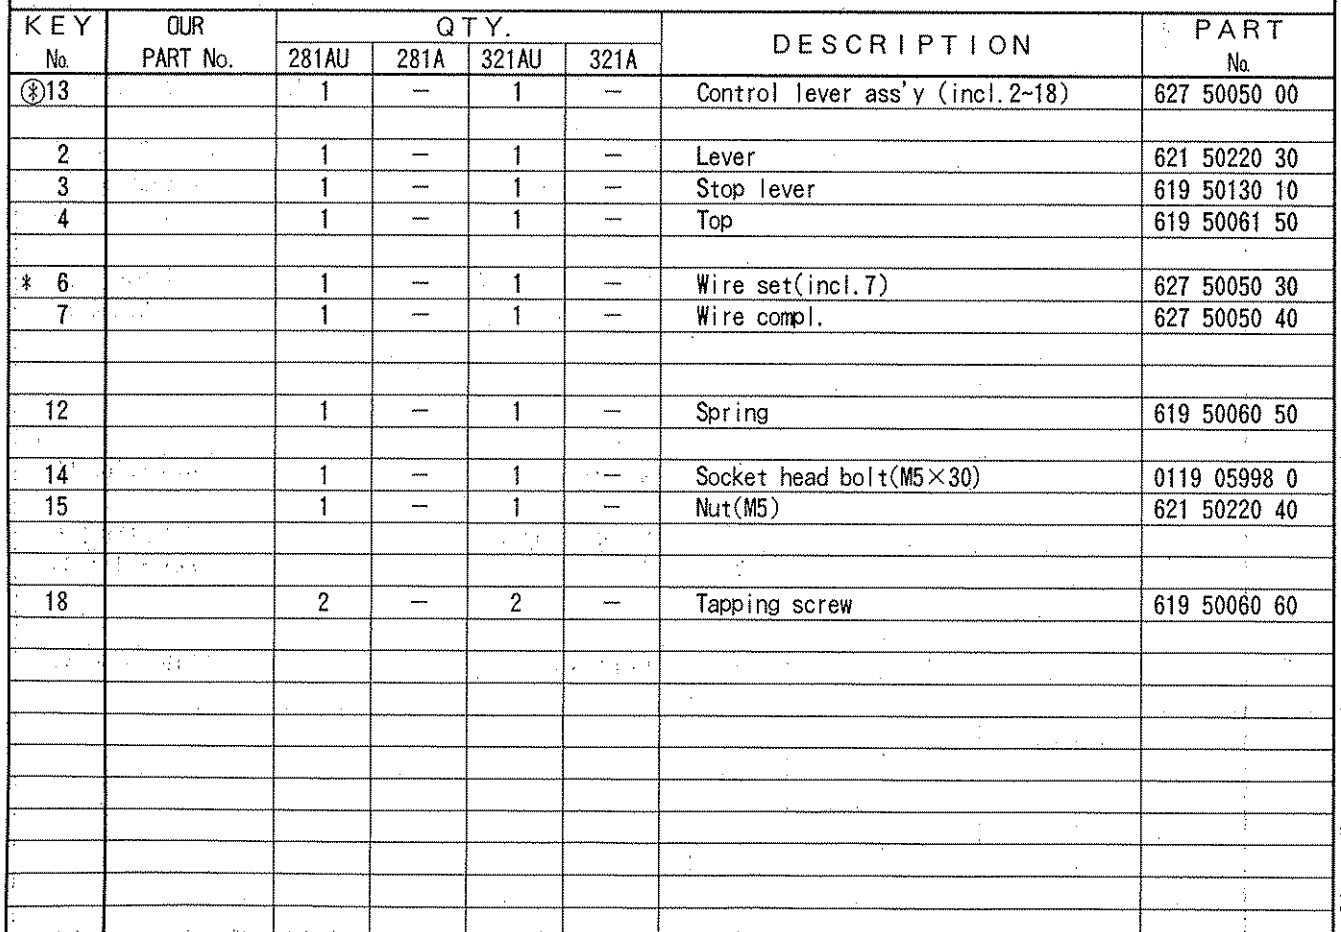 KEY No. OUR PART No. QTY. DESCRIPTION PART No.
281AU 281A 321AU 321A
⊛13 1 — 1 — Control lever ass'y (incl.2~18) 627 50050 00
2 1 — 1 — Lever 621 50220 30
3 1 — 1 — Stop lever 619 50130 10
4 1 — 1 — Top 619 50061 50
* 6 1 — 1 — Wire set(incl.7) 627 50050 30
7 1 — 1 — Wire compl. 627 50050 40
12 1 — 1 — Spring 619 50060 50
14 1 — 1 — Socket head bolt(M5×30) 0119 05998 0
15 1 — 1 — Nut(M5) 621 50220 40
18 2 — 2 — Tapping screw 619 50060 60